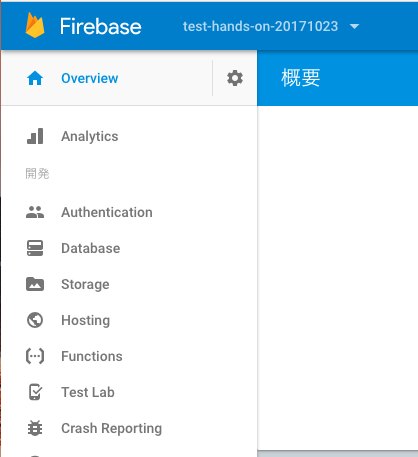 Firebase test-hands-on-20171023
Overview
概要
Analytics
開発
Authentication
Database
Storage
Hosting
Functions
Test Lab
Crash Reporting